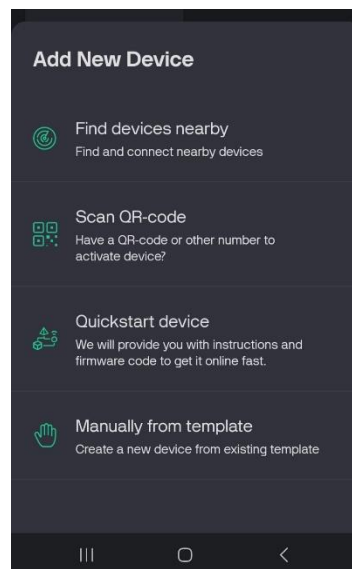 Add New Device
Find devices nearby
Find and connect nearby devices
Scan QR-code
Have a QR-code or other number to
activate device?
Quickstart device
We will provide you with instructions and
firmware code to get it online fast.
Manually from template
Create a new device from existing template